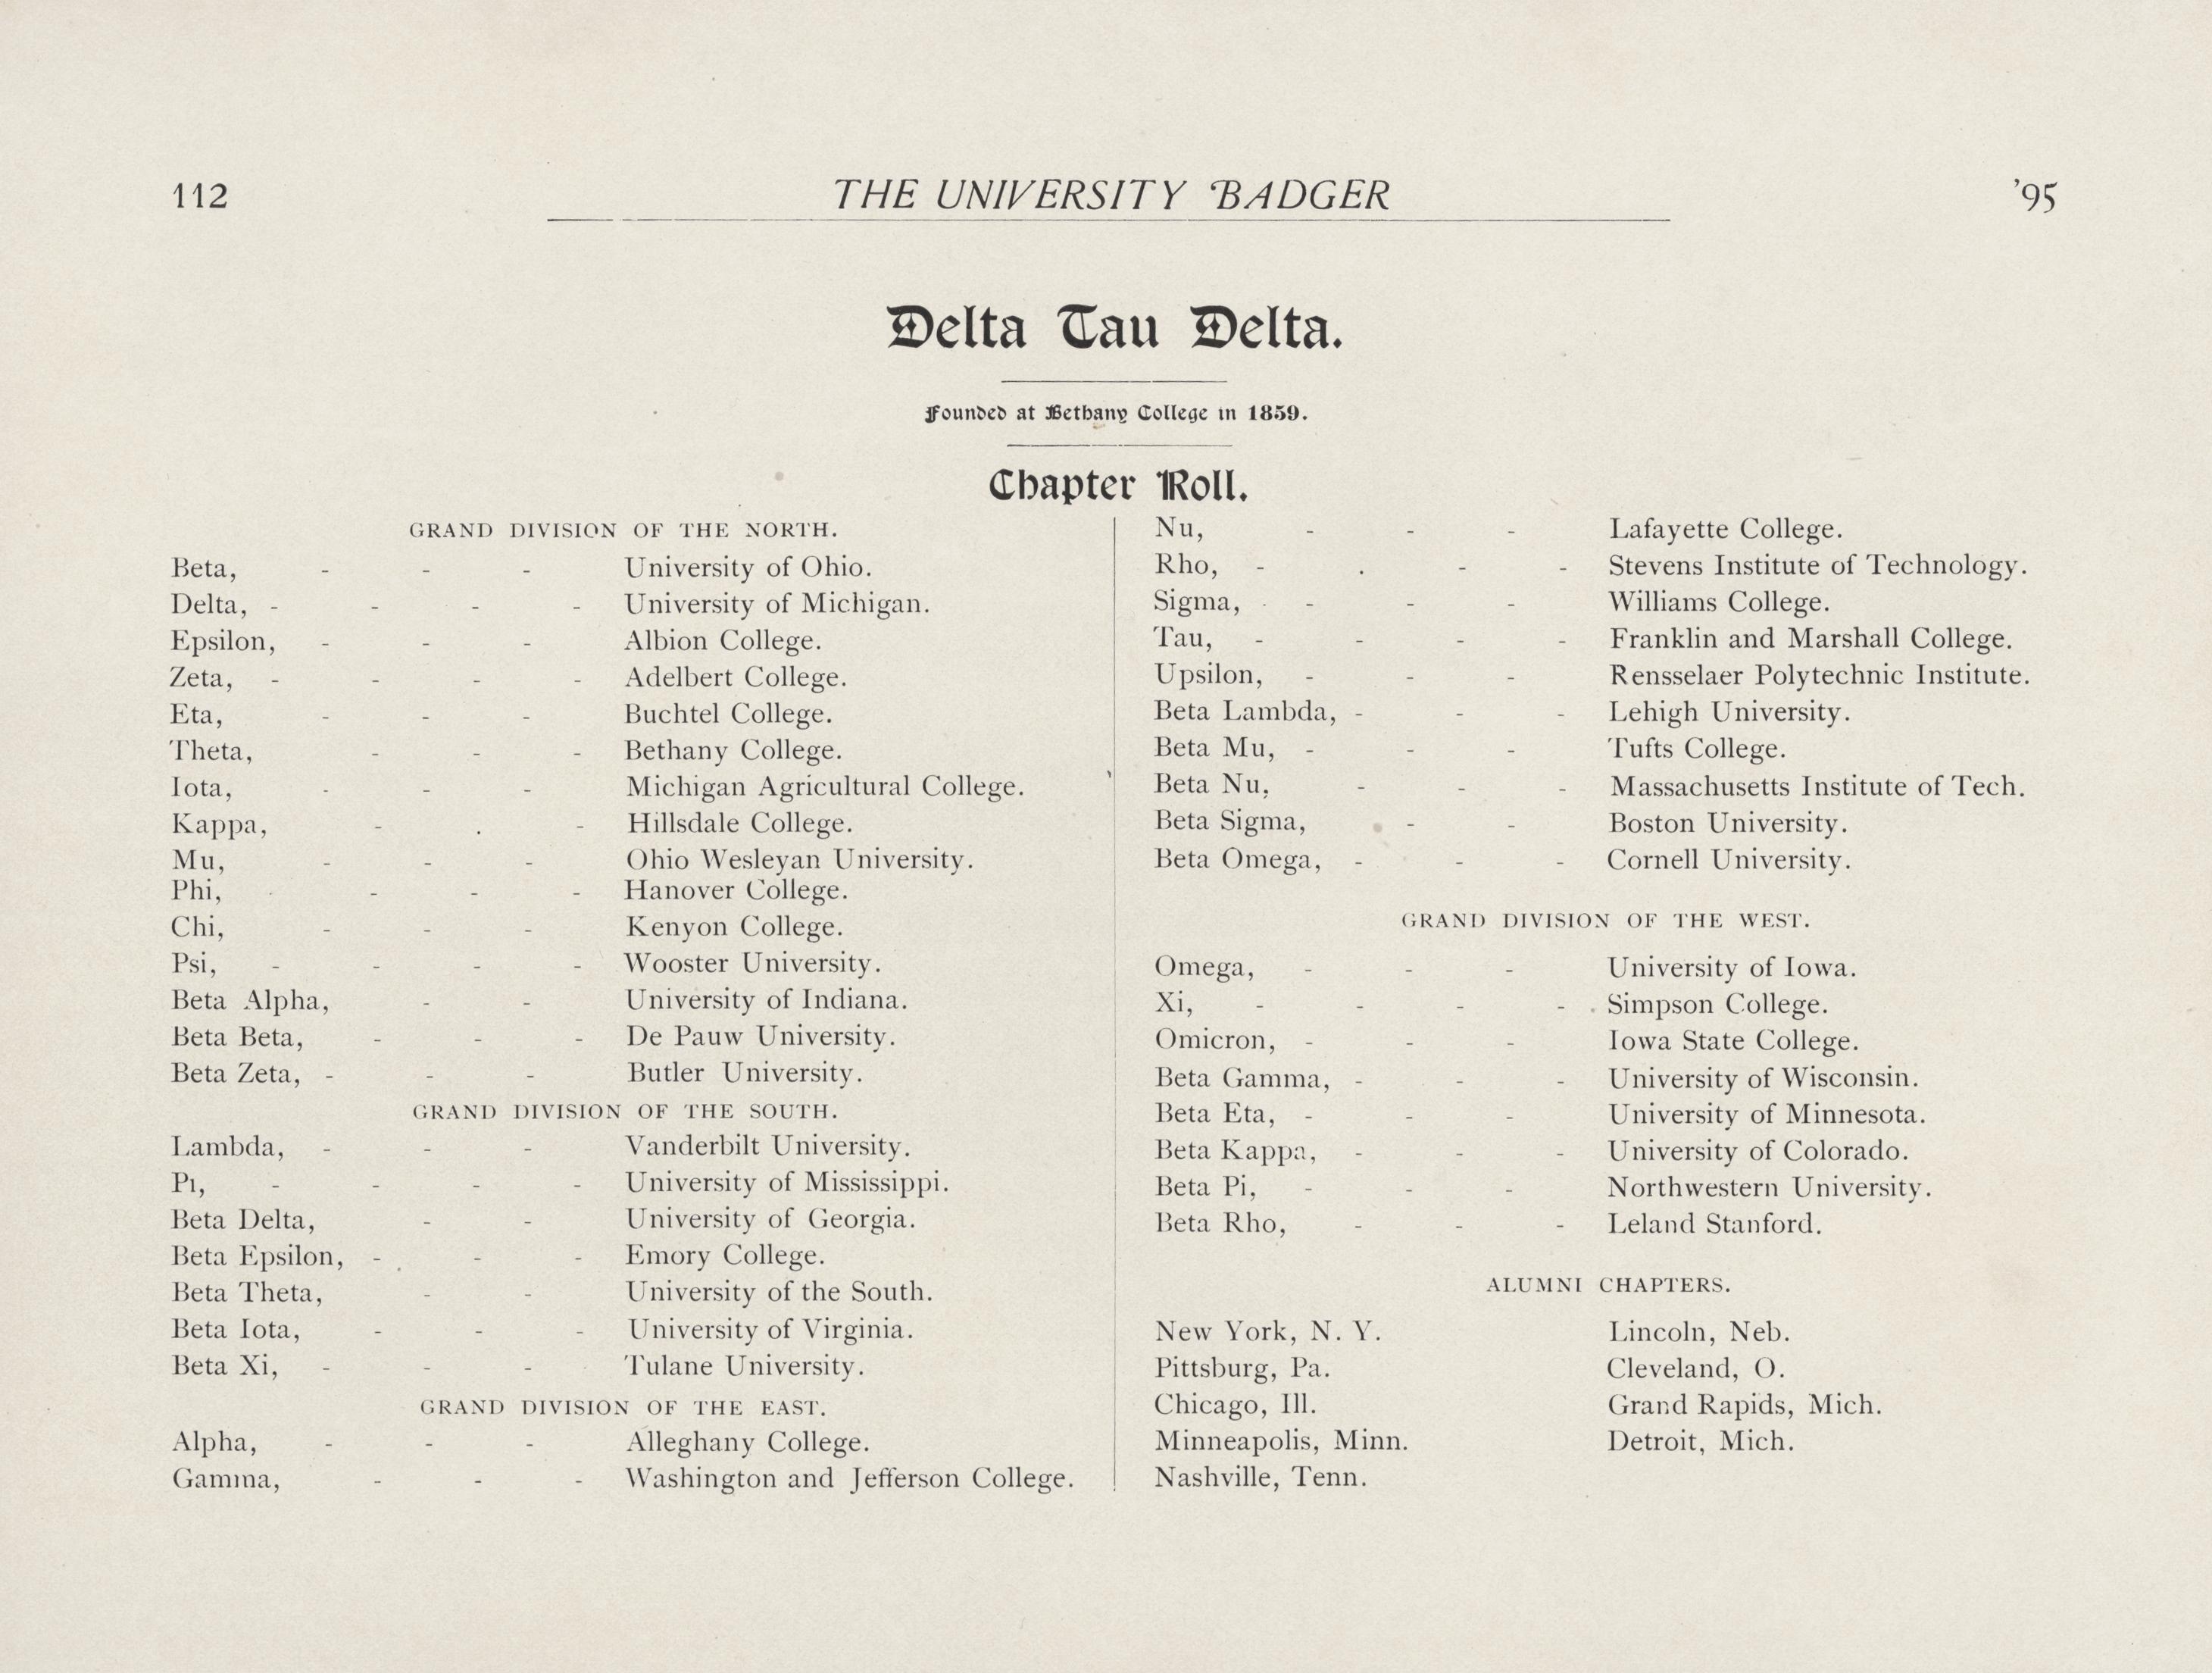 112 THE UNIVERSITY BADGER '95
Delta Tau Delta.
Founded at Bethany College in 1859.
Chapter Roll.
GRAND DIVISION OF THE NORTH.
Beta, - - - University of Ohio.
Delta, - - - - University of Michigan.
Epsilon, - - - Albion College.
Zeta, - - - - Adelbert College.
Eta, - - - Buchtel College.
Theta, - - - Bethany College.
Iota, - - - Michigan Agricultural College.
Kappa, - . - Hillsdale College.
Mu, - - - Ohio Wesleyan University.
Phi, - - - Hanover College.
Chi, - - - Kenyon College.
Psi, - - - - Wooster University.
Beta Alpha, - - University of Indiana.
Beta Beta, - - - De Pauw University.
Beta Zeta, - - - Butler University.
GRAND DIVISION OF THE SOUTH.
Lambda, - - - Vanderbilt University.
Pi, - - - - University of Mississippi.
Beta Delta, - - University of Georgia.
Beta Epsilon, - - - Emory College.
Beta Theta, - - University of the South.
Beta Iota, - - - University of Virginia.
Beta Xi, - - - Tulane University.
GRAND DIVISION OF THE EAST.
Alpha, - - - Alleghany College.
Gamma, - - - Washington and Jefferson College.
Nu, - - - Lafayette College.
Rho, - . - - Stevens Institute of Technology.
Sigma, - - - Williams College.
Tau, - - - - Franklin and Marshall College.
Upsilon, - - - Rensselaer Polytechnic Institute.
Beta Lambda, - - - Lehigh University.
Beta Mu, - - - Tufts College.
Beta Nu, - - - Massachusetts Institute of Tech.
Beta Sigma, - - Boston University.
Beta Omega, - - - Cornell University.
GRAND DIVISION OF THE WEST.
Omega, - - - University of Iowa.
Xi, - - - - Simpson College.
Omicron, - - - Iowa State College.
Beta Gamma, - - - University of Wisconsin.
Beta Eta, - - - University of Minnesota.
Beta Kappa, - - - University of Colorado.
Beta Pi, - - - Northwestern University.
Beta Rho, - - - Leland Stanford.
ALUMNI CHAPTERS.
New York, N. Y. Lincoln, Neb.
Pittsburg, Pa. Cleveland, O.
Chicago, Ill. Grand Rapids, Mich.
Minneapolis, Minn. Detroit, Mich.
Nashville, Tenn.